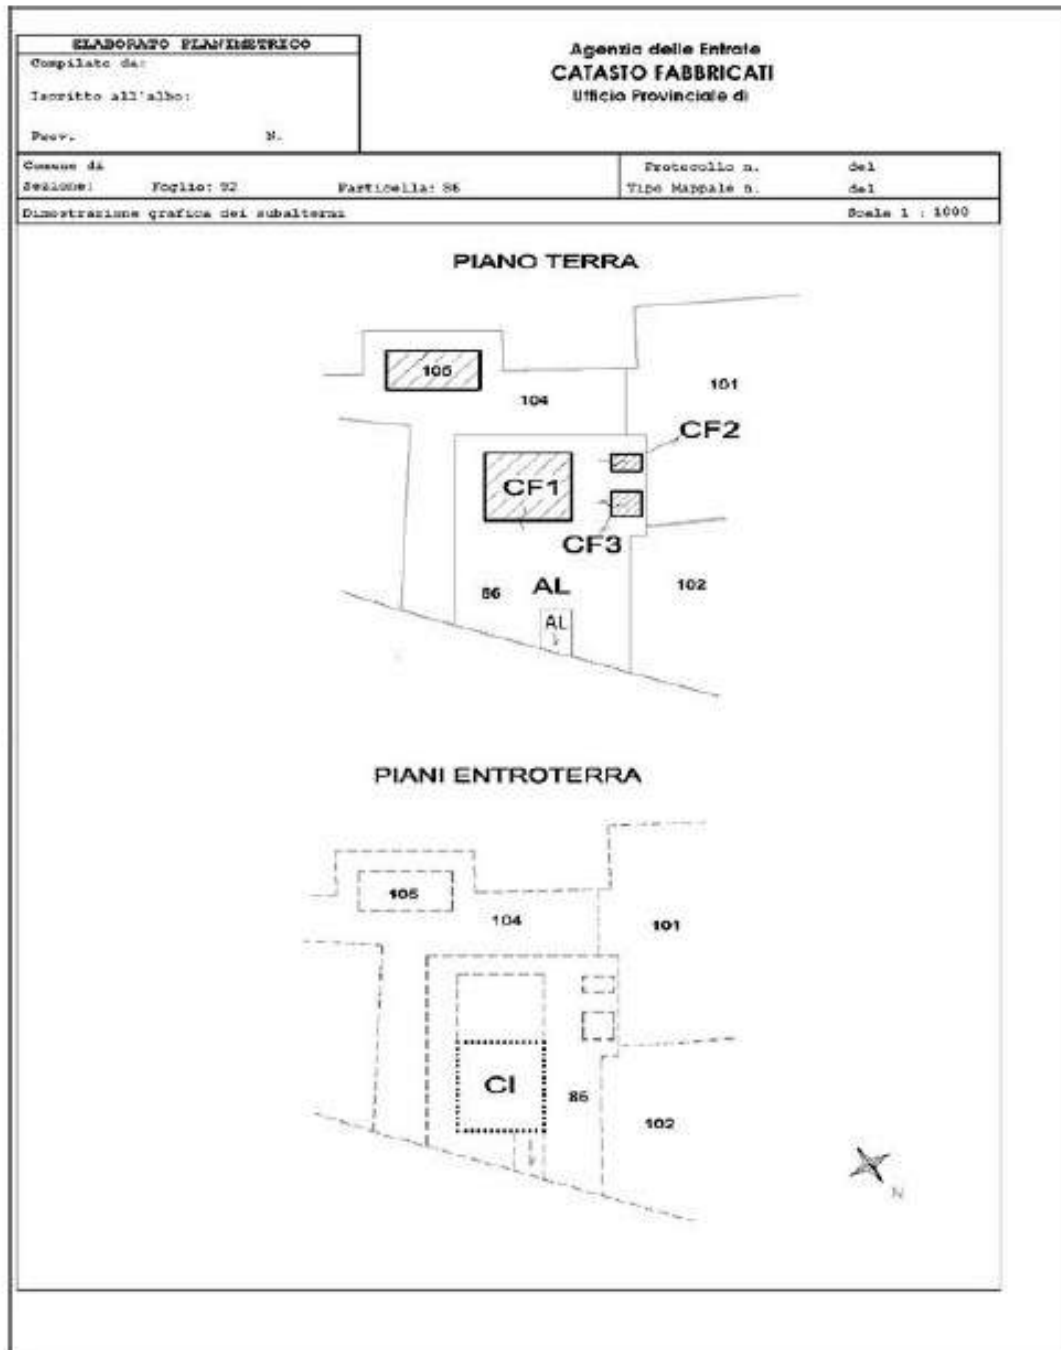 ELABORATO PLANIMETRICO
Compilato da:
Iscritto all'albo:
Prov. N.
Agenzia delle Entrate
CATASTO FABBRICATI
Ufficio Provinciale di
Comune di
Sezione: Foglio: 92 Particella: 86
Protocollo n. del
Tipo Mappale n. del
Dimostrazione grafica dei subalterni Scala 1 : 1000
PIANO TERRA
105
104
101
CF2
CF1
CF3
86
AL
102
AL
PIANI ENTROTERRA
105
104
101
CI
86
102
N